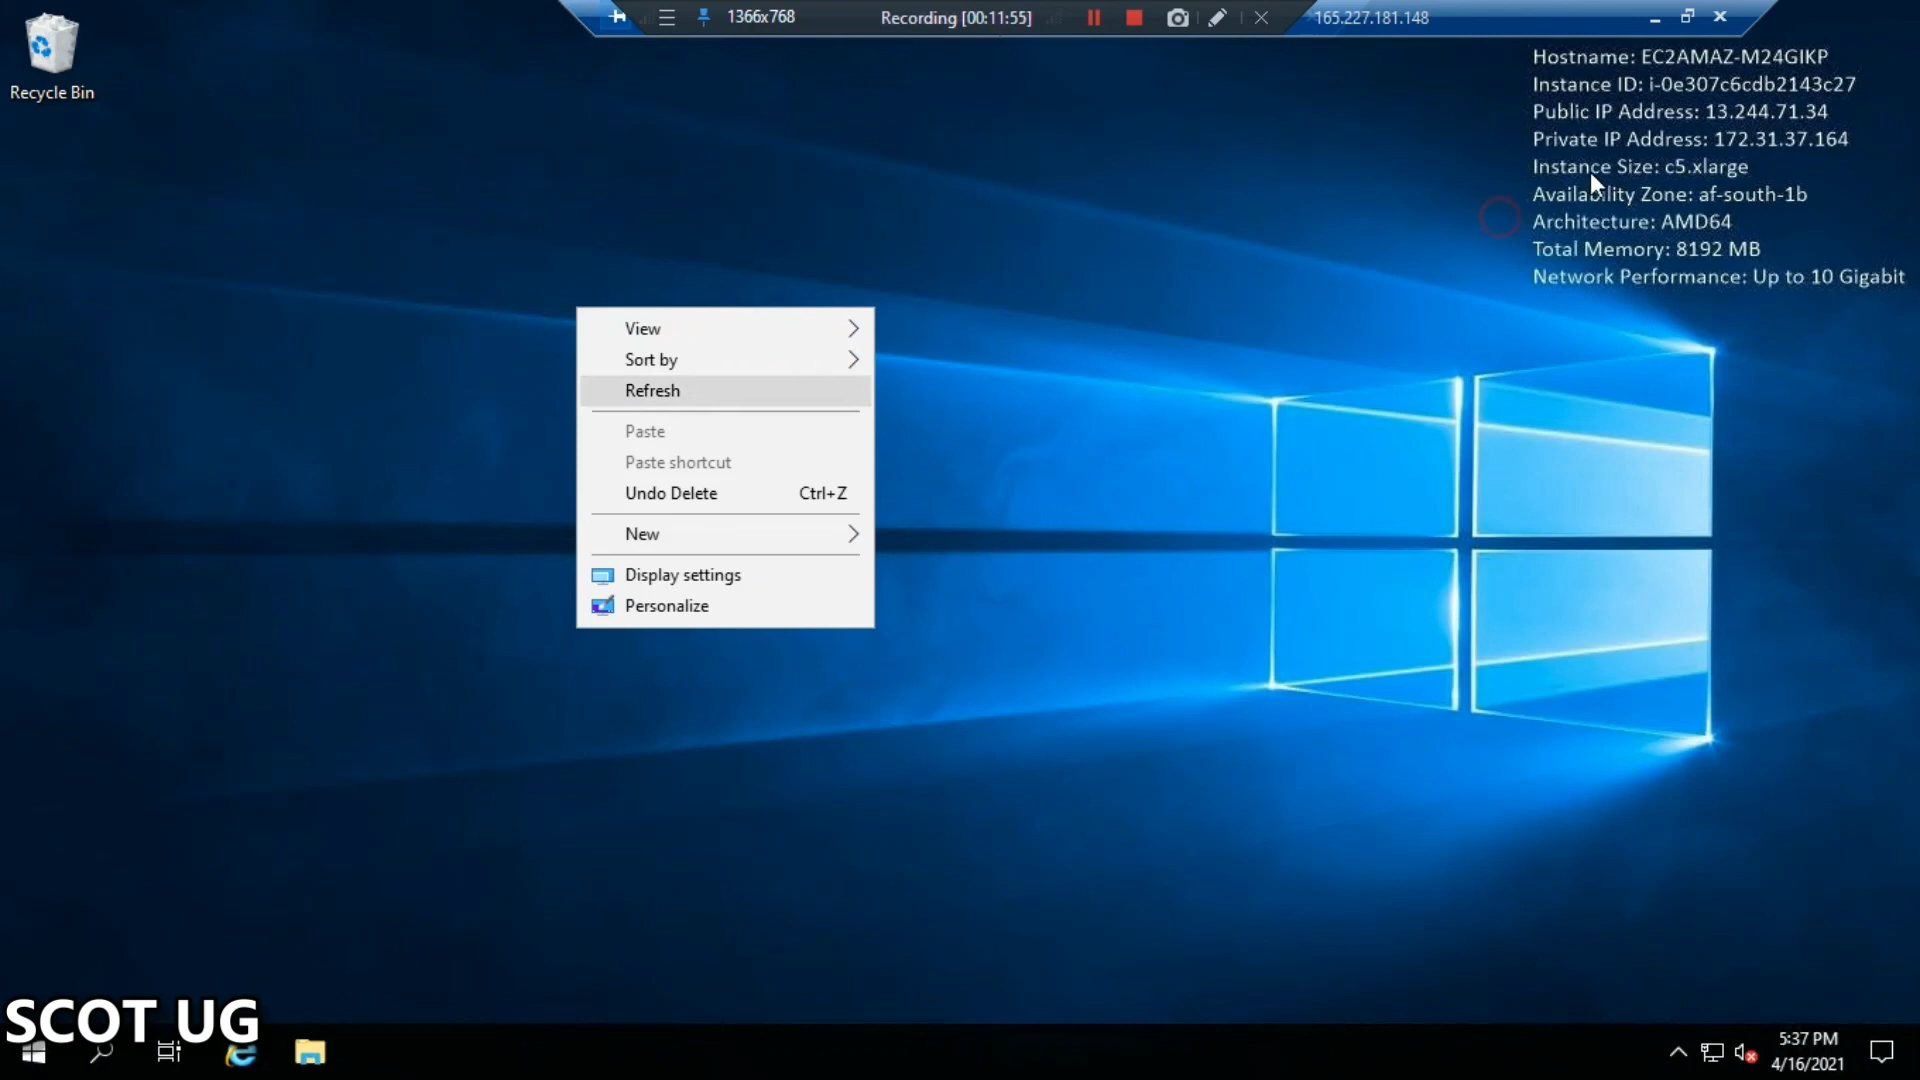 1366x768
Recording [00:11:55]
165.227.181.148
Recycle Bin
Hostname: EC2AMAZ-M24GIKP
Instance ID: i-0e307c6cdb2143c27
Public IP Address: 13.244.71.34
Private IP Address: 172.31.37.164
Instance Size: c5.xlarge
Availability Zone: af-south-1b
Architecture: AMD64
Total Memory: 8192 MB
Network Performance: Up to 10 Gigabit
View
Sort by
Refresh
Paste
Paste shortcut
Undo Delete Ctrl+Z
New
Display settings
Personalize
SCOT UG
5:37 PM
4/16/2021